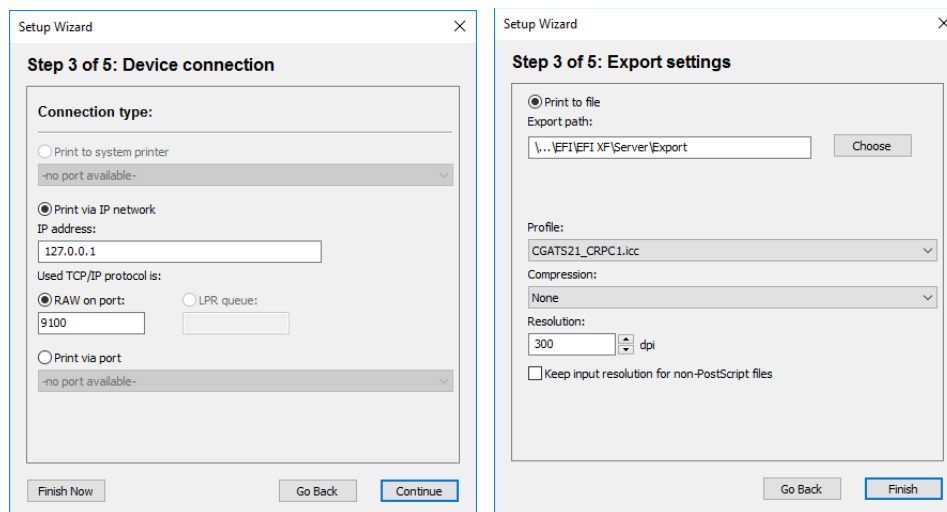 Setup Wizard
Step 3 of 5: Device connection
Connection type:
Print to system printer
-no port available-
Print via IP network
IP address:
127.0.0.1
Used TCP/IP protocol is:
RAW on port:
LPR queue:
9100
Print via port
-no port available-
Finish Now
Go Back
Continue
Setup Wizard
Step 3 of 5: Export settings
Print to file
Export path:
\...\EFI\EFI XF\Server\Export
Choose
Profile:
CGATS21_CRPC1.icc
Compression:
None
Resolution:
300
dpi
Keep input resolution for non-PostScript files
Go Back
Finish